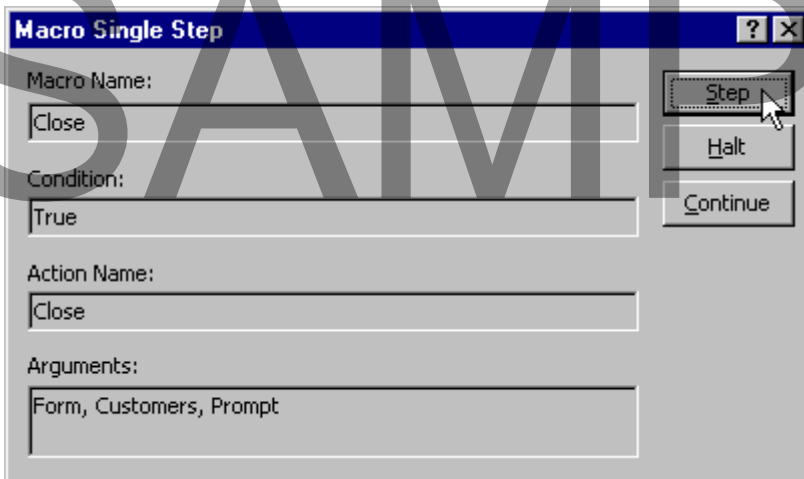 Macro Single Step
Macro Name:
Close
Condition:
True
Action Name:
Close
Arguments:
Form, Customers, Prompt
Step
Halt
Continue
SAMP